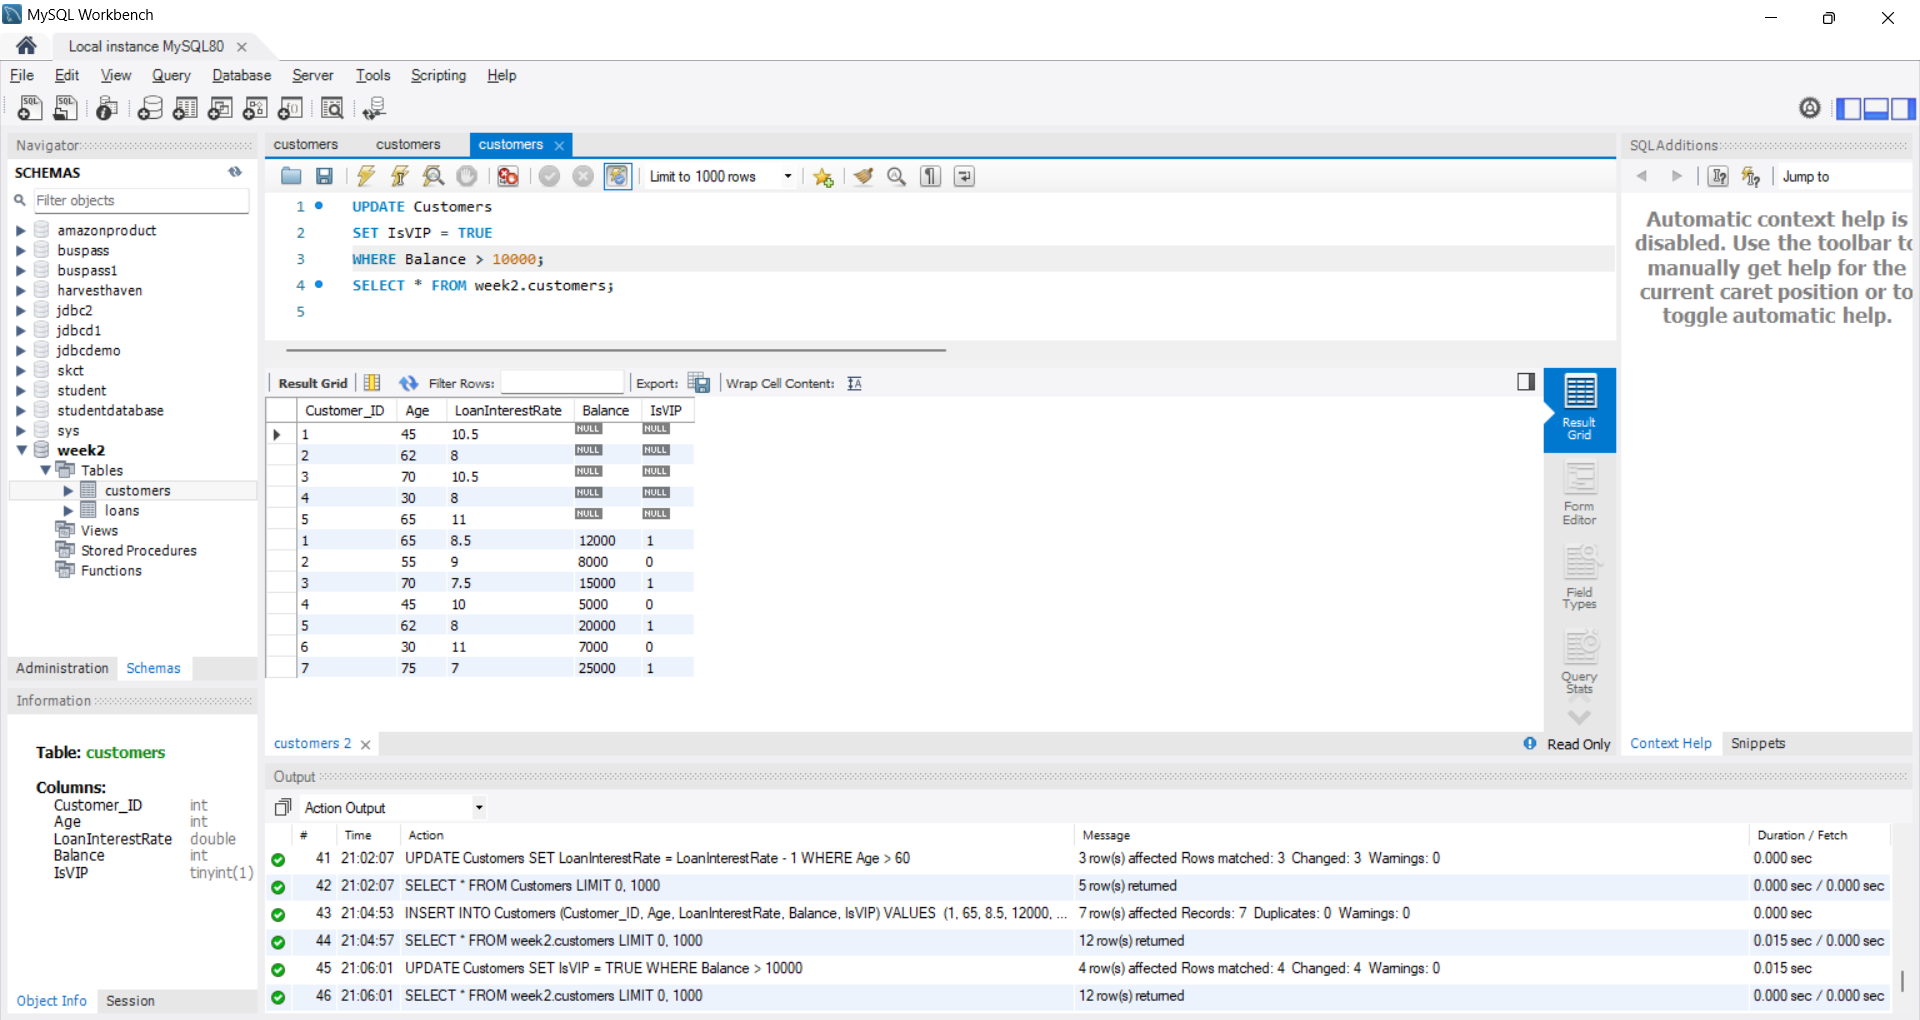 MySQL Workbench
Local instance MySQL80
File Edit View Query Database Server Tools Scripting Help
Navigator
SCHEMAS
Filter objects
amazonproduct
buspass
buspass1
harvesthaven
jdbc2
jdbcd1
jdbcdemo
skct
student
studentdatabase
sys
week2
Tables
customers
loans
Views
Stored Procedures
Functions
Administration Schemas
Information
Table: customers
Columns:
Customer_ID int
Age int
LoanInterestRate double
Balance int
IsVIP tinyint(1)
Object Info Session
customers customers customers
Limit to 1000 rows
1 UPDATE Customers
2 SET IsVIP = TRUE
3 WHERE Balance > 10000;
4 SELECT * FROM week2.customers;
5
Result Grid Filter Rows: Export: Wrap Cell Content:
Customer_ID Age LoanInterestRate Balance IsVIP
1 45 10.5 NULL NULL
2 62 8 NULL NULL
3 70 10.5 NULL NULL
4 30 8 NULL NULL
5 65 11 NULL NULL
1 65 8.5 12000 1
2 55 9 8000 0
3 70 7.5 15000 1
4 45 10 5000 0
5 62 8 20000 1
6 30 11 7000 0
7 75 7 25000 1
Result
Grid
Form
Editor
Field
Types
Query
Stats
customers 2
Read Only
SQLAdditions
Jump to
Automatic context help is
disabled. Use the toolbar to
manually get help for the
current caret position or to
toggle automatic help.
Context Help Snippets
Output
Action Output
# Time Action Message Duration / Fetch
41 21:02:07 UPDATE Customers SET LoanInterestRate = LoanInterestRate - 1 WHERE Age > 60 3 row(s) affected Rows matched: 3 Changed: 3 Warnings: 0 0.000 sec
42 21:02:07 SELECT * FROM Customers LIMIT 0, 1000 5 row(s) returned 0.000 sec / 0.000 sec
43 21:04:53 INSERT INTO Customers (Customer_ID, Age, LoanInterestRate, Balance, IsVIP) VALUES (1, 65, 8.5, 12000, ... 7 row(s) affected Records: 7 Duplicates: 0 Warnings: 0 0.000 sec
44 21:04:57 SELECT * FROM week2.customers LIMIT 0, 1000 12 row(s) returned 0.015 sec / 0.000 sec
45 21:06:01 UPDATE Customers SET IsVIP = TRUE WHERE Balance > 10000 4 row(s) affected Rows matched: 4 Changed: 4 Warnings: 0 0.015 sec
46 21:06:01 SELECT * FROM week2.customers LIMIT 0, 1000 12 row(s) returned 0.000 sec / 0.000 sec